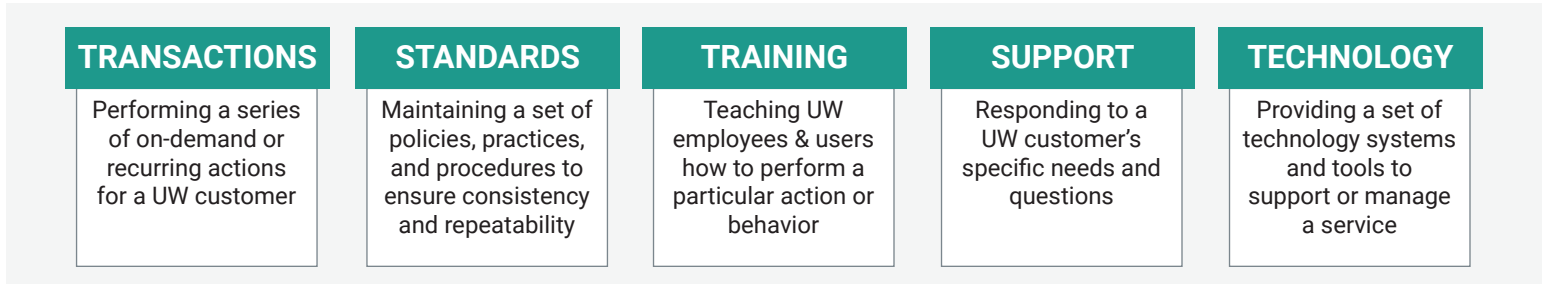 TRANSACTIONS
Performing a series
of on-demand or
recurring actions
for a UW customer
STANDARDS
Maintaining a set of
policies, practices,
and procedures to
ensure consistency
and repeatability
TRAINING
Teaching UW
employees & users
how to perform a
particular action or
behavior
SUPPORT
Responding to a
UW customer’s
specific needs and
questions
TECHNOLOGY
Providing a set of
technology systems
and tools to
support or manage
a service